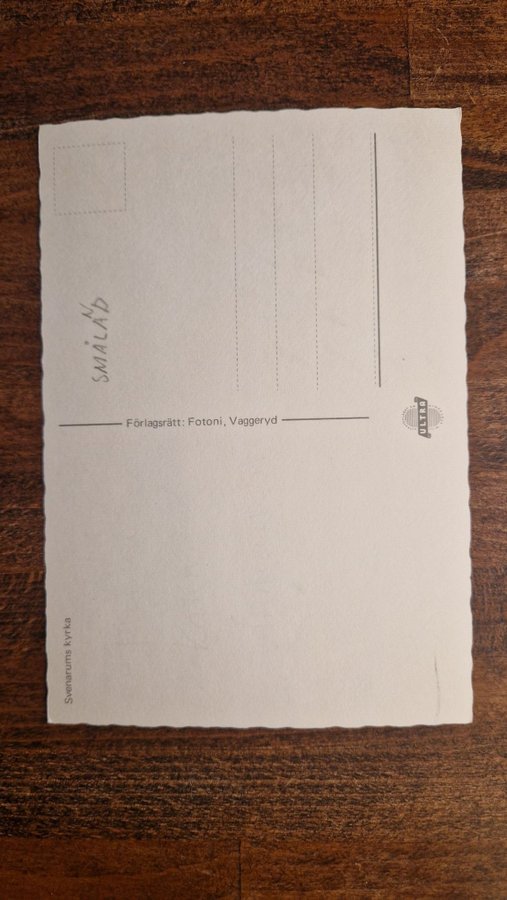 Svenarums kyrka
SMÅLAND
Förlagsrätt: Fotoni, Vaggeryd
ULTRA